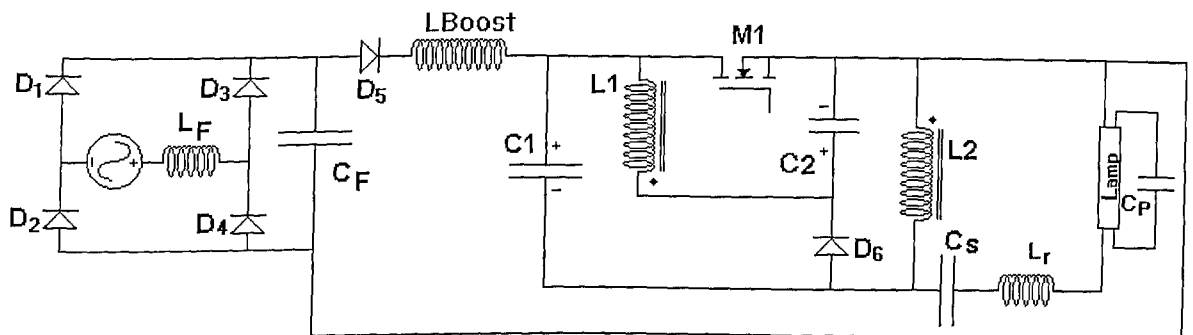 LBoost
M1
D1
D3
D5
L1
LF
C1
+
-
-
+
CF
C2
-
+
L2
Lamp
CP
D2
D4
D6
CS
Lr